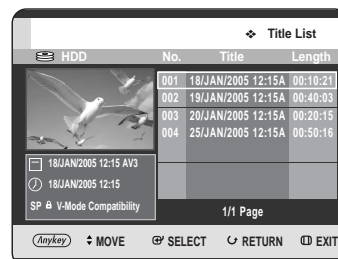 ❖ Title List
HDD No. Title Length
001 18/JAN/2005 12:15A 00:10:21
002 19/JAN/2005 12:15A 00:40:03
003 20/JAN/2005 12:15A 00:20:15
004 25/JAN/2005 12:15A 00:50:16
18/JAN/2005 12:15 AV3
18/JAN/2005 12:15
SP V-Mode Compatibility
1/1 Page
Anykey MOVE SELECT RETURN EXIT